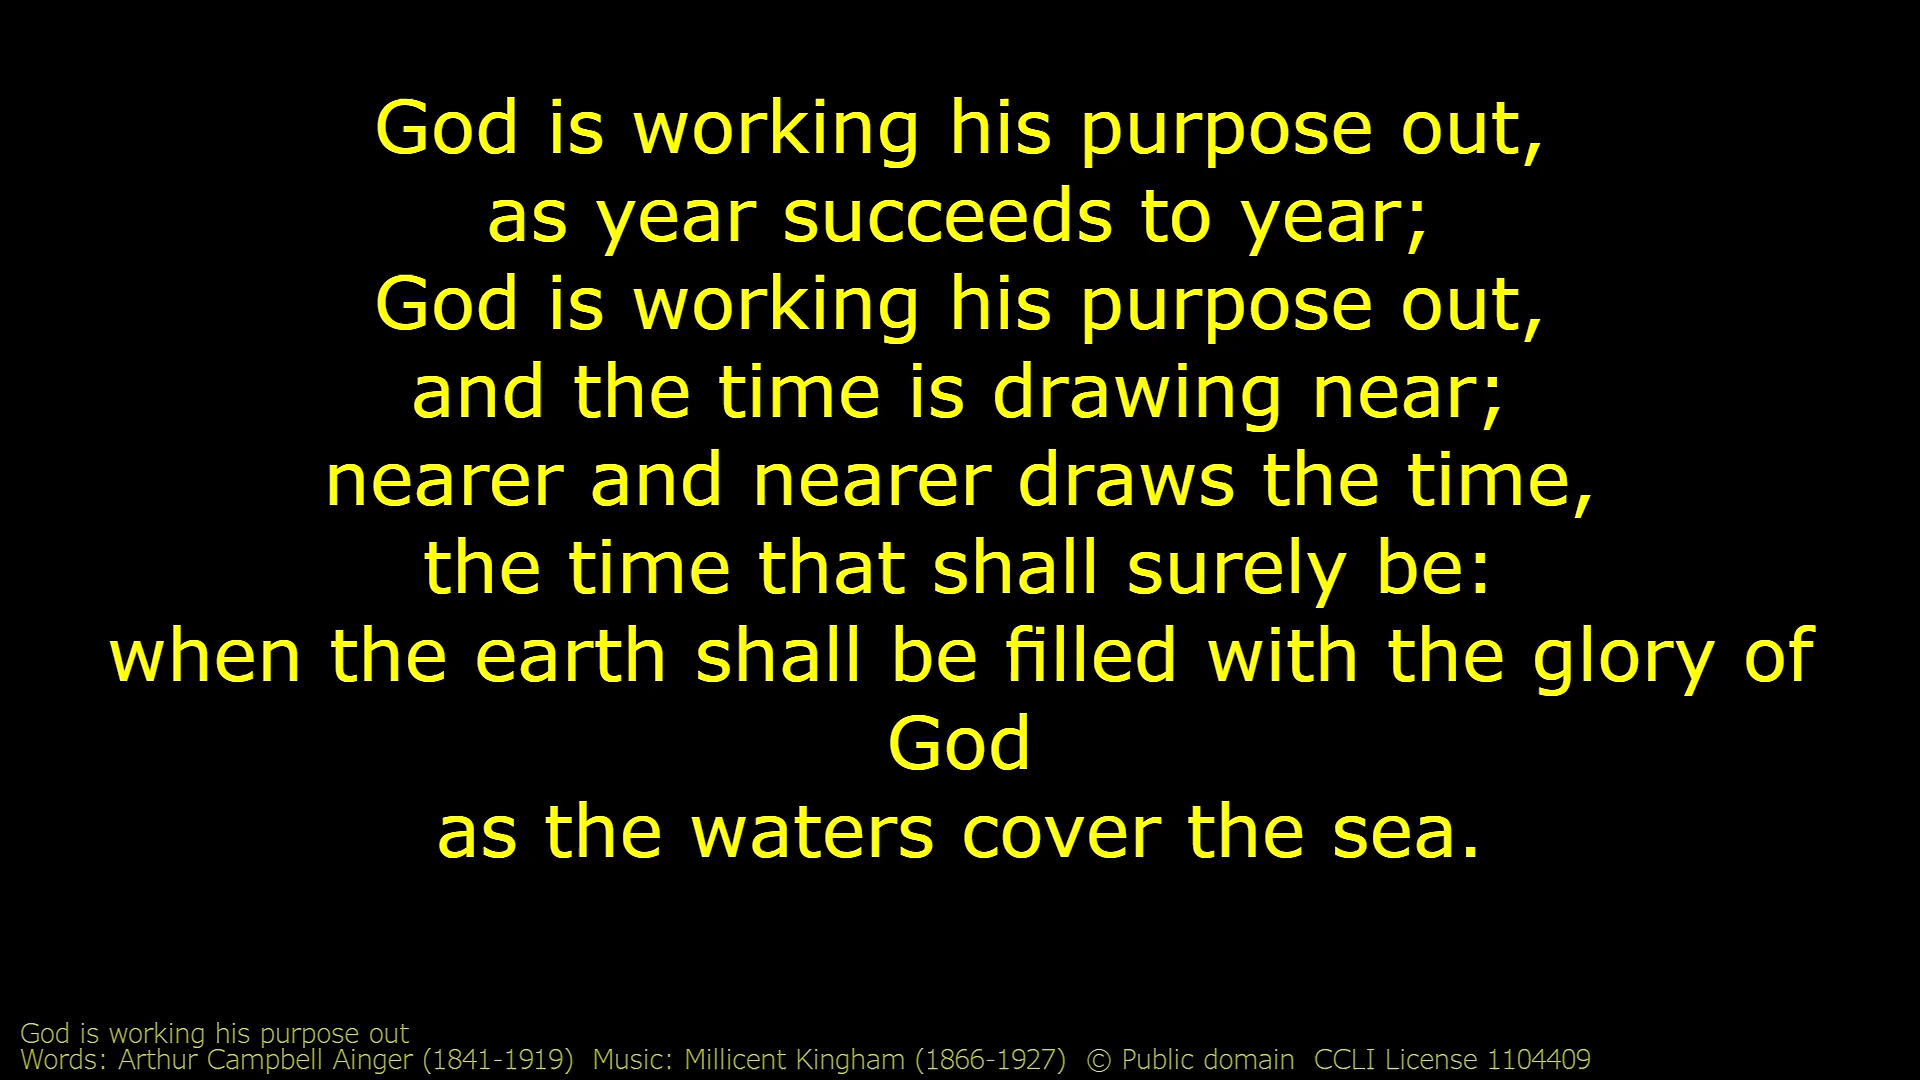 God is working his purpose out,
as year succeeds to year;
God is working his purpose out,
and the time is drawing near;
nearer and nearer draws the time,
the time that shall surely be:
when the earth shall be filled with the glory of
God
as the waters cover the sea.
God is working his purpose out
Words: Arthur Campbell Ainger (1841-1919)  Music: Millicent Kingham (1866-1927)  © Public domain  CCLI License 1104409